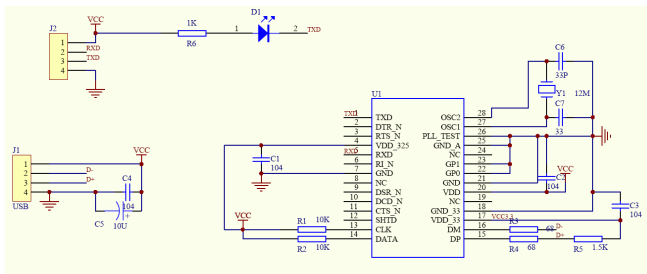 J2
VCC
1
2
3
4
RXD
TXD
1K
R6
D1
1
2
TXD
J1
VCC
1
2
3
4
D-
D+
USB
C4
104
C5
10U
+
C1
104
VCC
R1
10K
R2
10K
U1
TXD
1
TXD
2
DTR_N
3
RTS_N
4
VDD_325
RXD
5
RXD
6
RI_N
7
GND
8
NC
9
DSR_N
10
DCD_N
11
CTS_N
12
SHTD
13
CLK
14
DATA
OSC2
28
OSC1
27
PLL_TEST
26
GND_A
25
NC
24
GP1
23
GP0
22
GND
21
VDD
20
NC
19
GND_33
18
VDD_33
17
VCC3.3
DM
16
DP
15
C6
33P
Y1
12M
C7
33
C2
104
VCC
C3
104
R3
68
D-
R4
68
D+
R5
1.5K